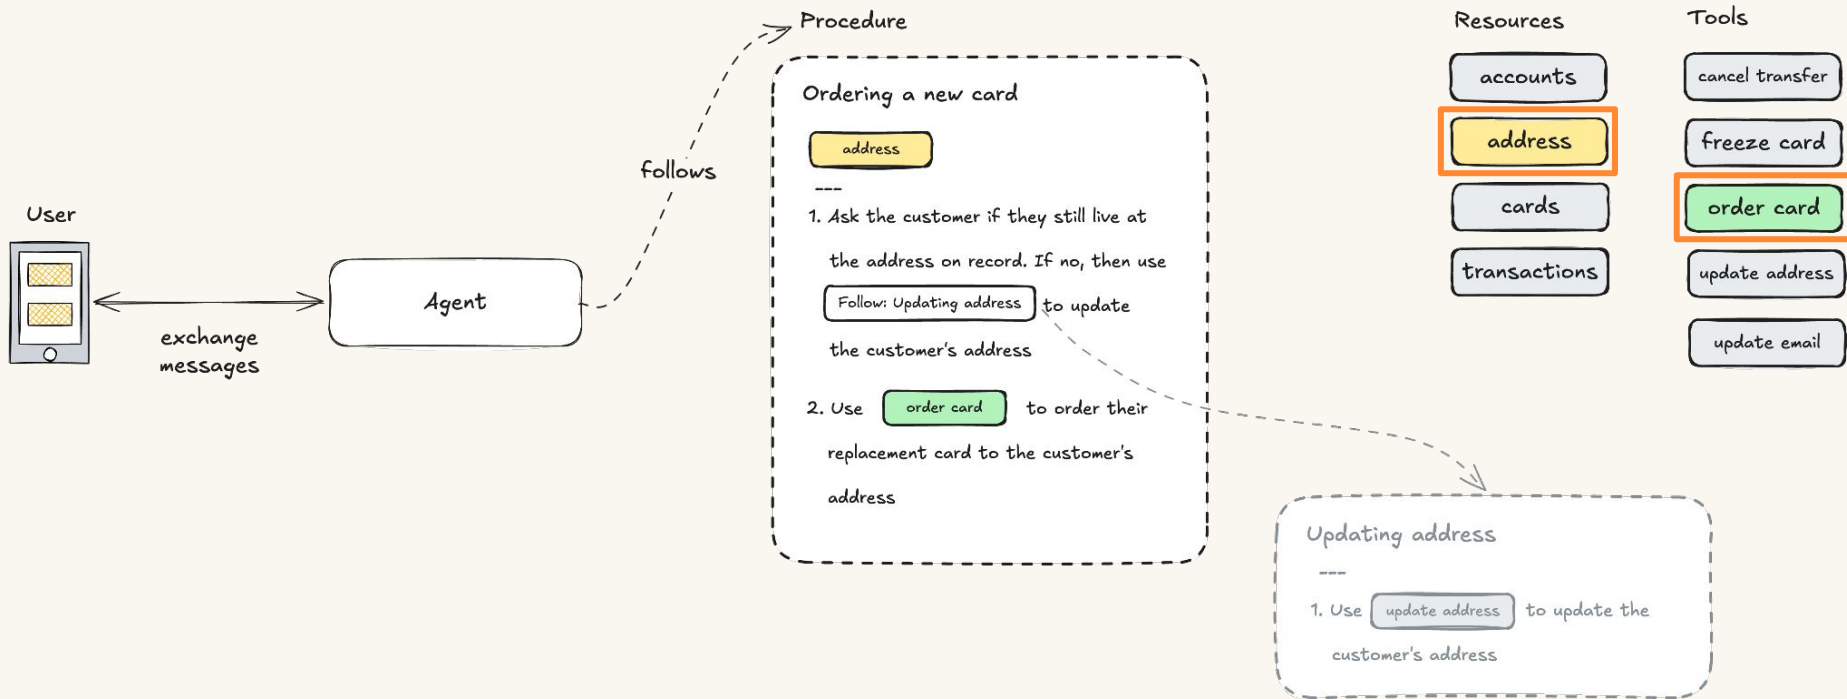 Procedure
Resources
Tools
Ordering a new card
address
---
1. Ask the customer if they still live at
the address on record. If no, then use
Follow: Updating address to update
the customer's address
2. Use order card to order their
replacement card to the customer's
address
follows
User
Agent
exchange
messages
accounts
address
cards
transactions
cancel transfer
freeze card
order card
update address
update email
Updating address
---
1. Use update address to update the
customer's address